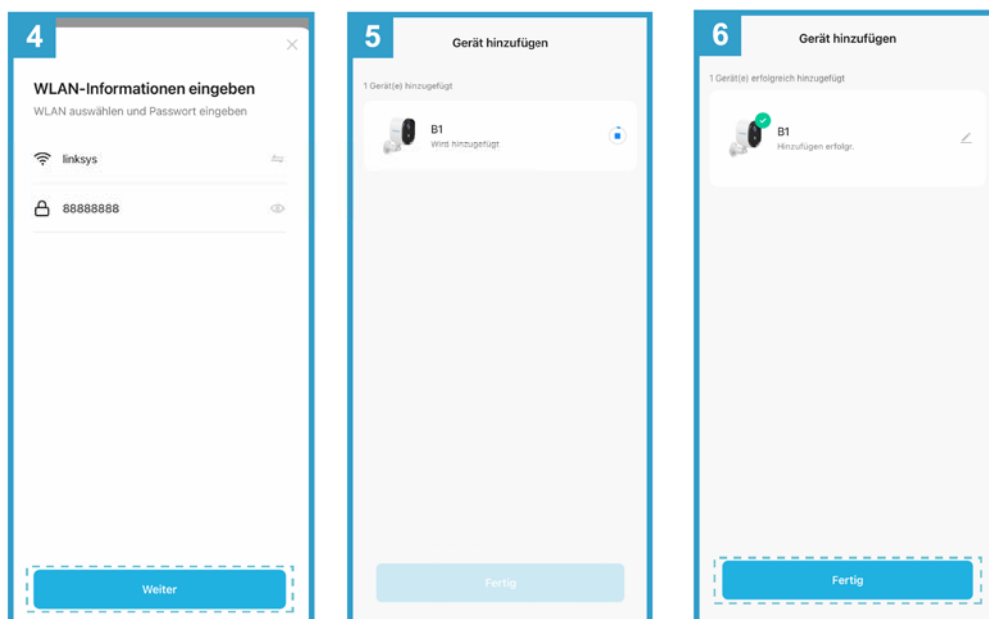 4
WLAN-Informationen eingeben
WLAN auswählen und Passwort eingeben
linksys
88888888
Weiter
5
Gerät hinzufügen
1 Gerät(e) hinzugefügt
B1
Wird hinzugefügt
Fertig
6
Gerät hinzufügen
1 Gerät(e) erfolgreich hinzugefügt
B1
Hinzufügen erfolgr.
Fertig